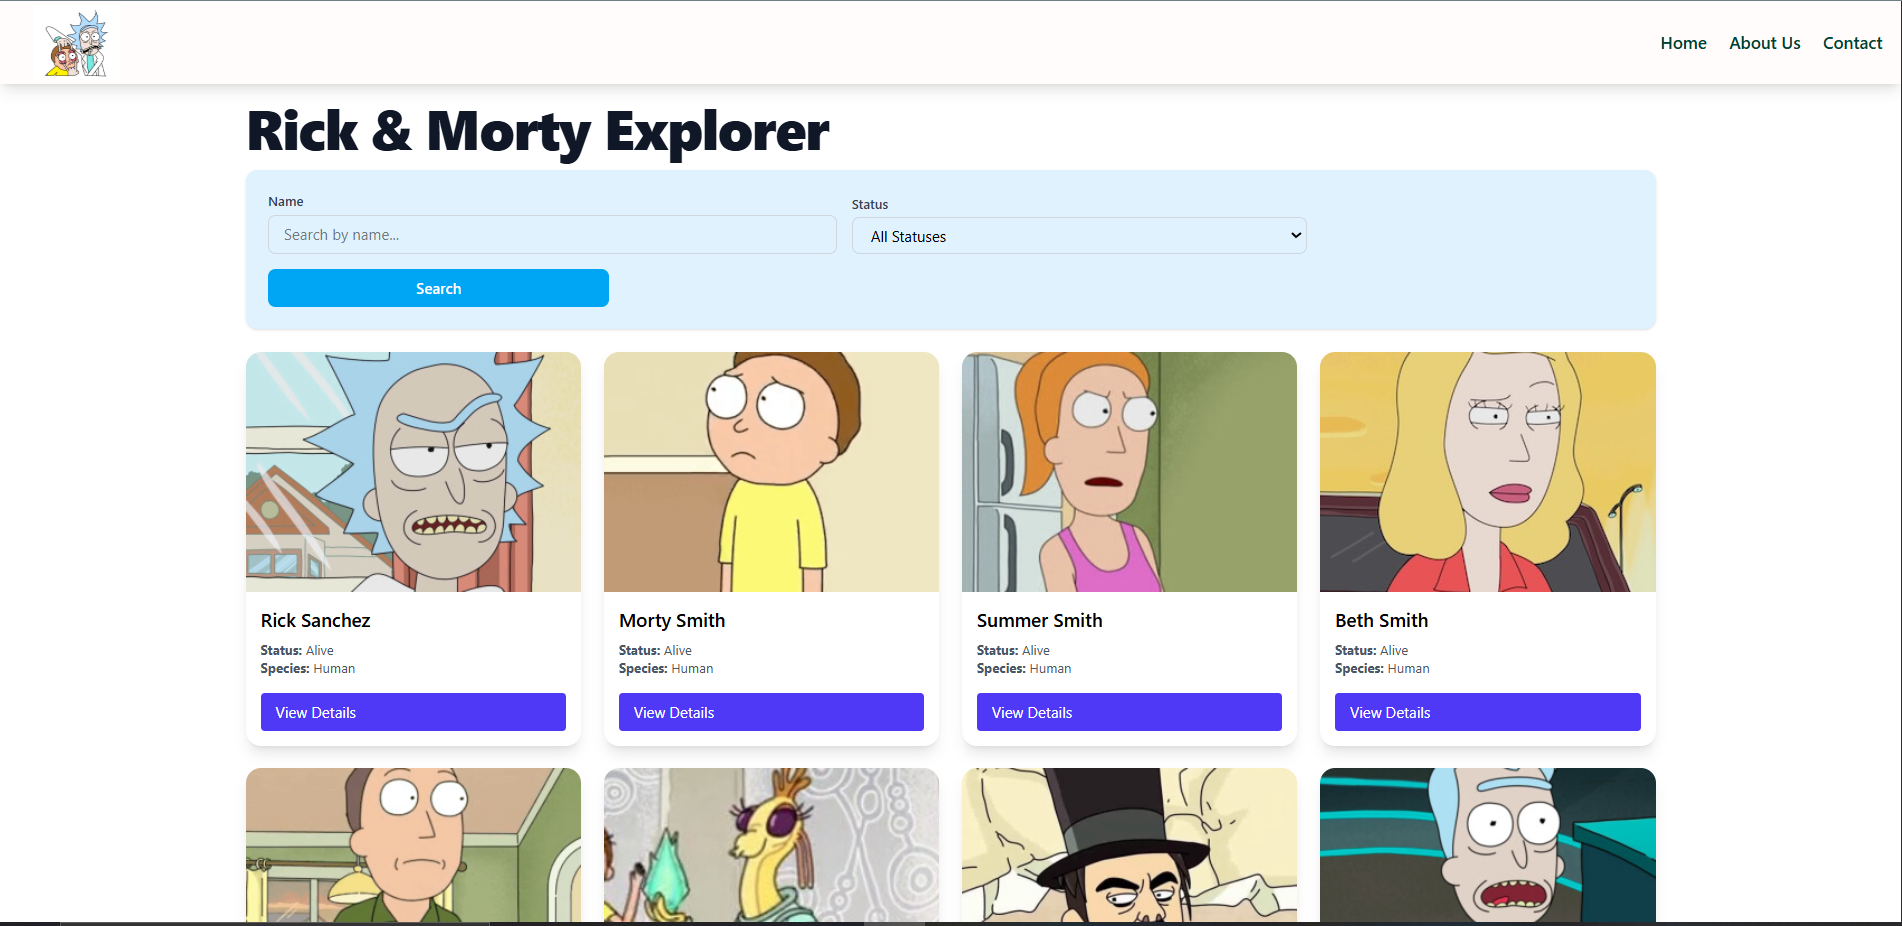 Home About Us Contact
Rick & Morty Explorer
Name
Status
Search by name...
All Statuses
Search
Rick Sanchez
Status: Alive
Species: Human
View Details
Morty Smith
Status: Alive
Species: Human
View Details
Summer Smith
Status: Alive
Species: Human
View Details
Beth Smith
Status: Alive
Species: Human
View Details